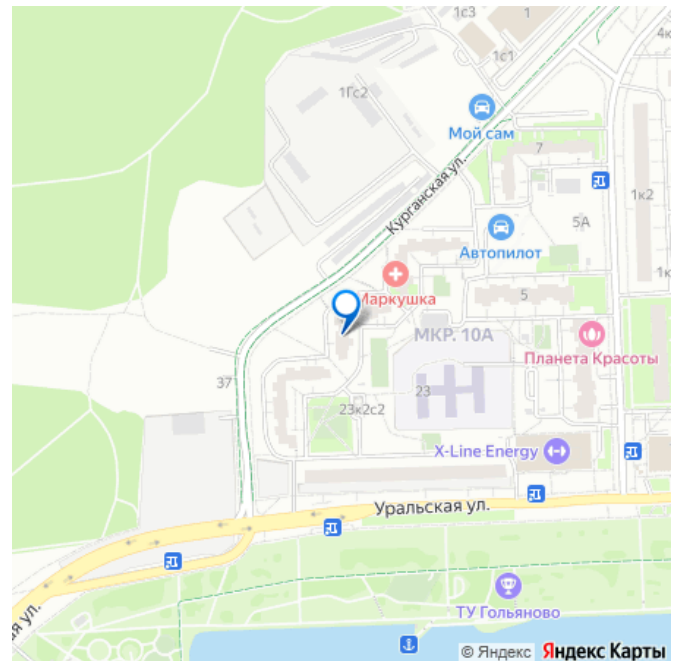 1с3
1
4к
1с1
1Гс2
Мой сам
7
Курганская ул.
1к2
5А
Автопилот
1к
Маркушка
5
МКР. 10А
Планета Красоты
37
23
23к2с2
X-Line Energy
Уральская ул.
ая ул.
ТУ Гольяново
© Яндекс Яндекс Карты